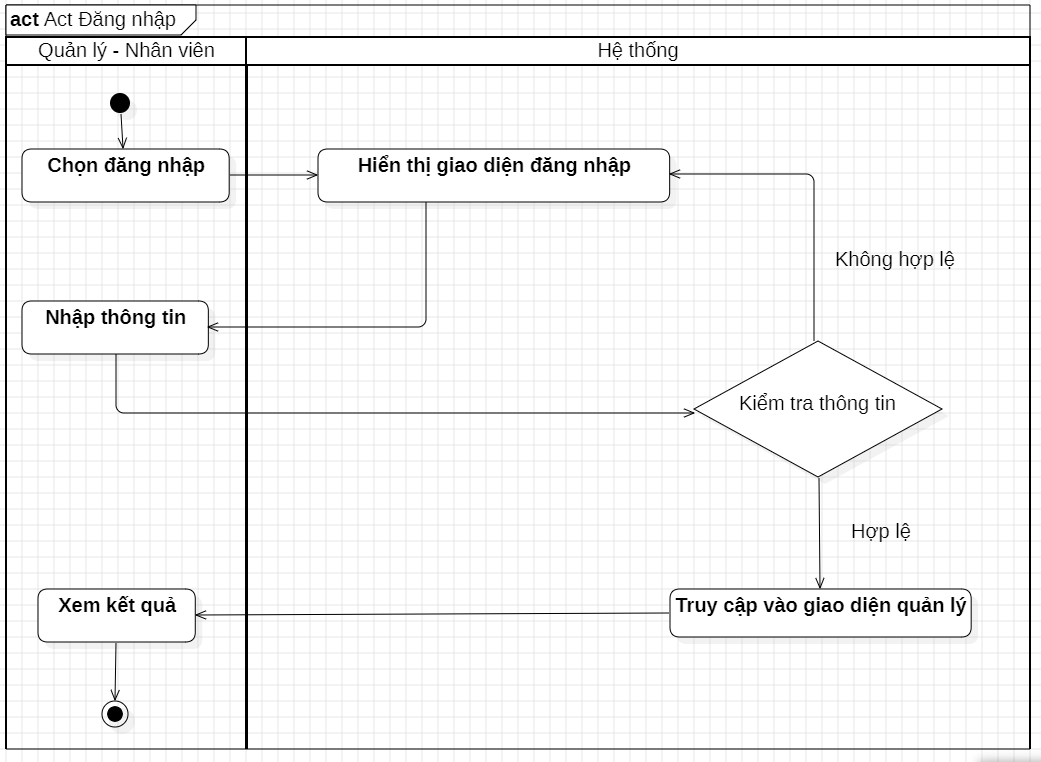 act Act Đăng nhập
Quản lý - Nhân viên
Hệ thống
Chọn đăng nhập
Hiển thị giao diện đăng nhập
Không hợp lệ
Nhập thông tin
Kiểm tra thông tin
Hợp lệ
Xem kết quả
Truy cập vào giao diện quản lý